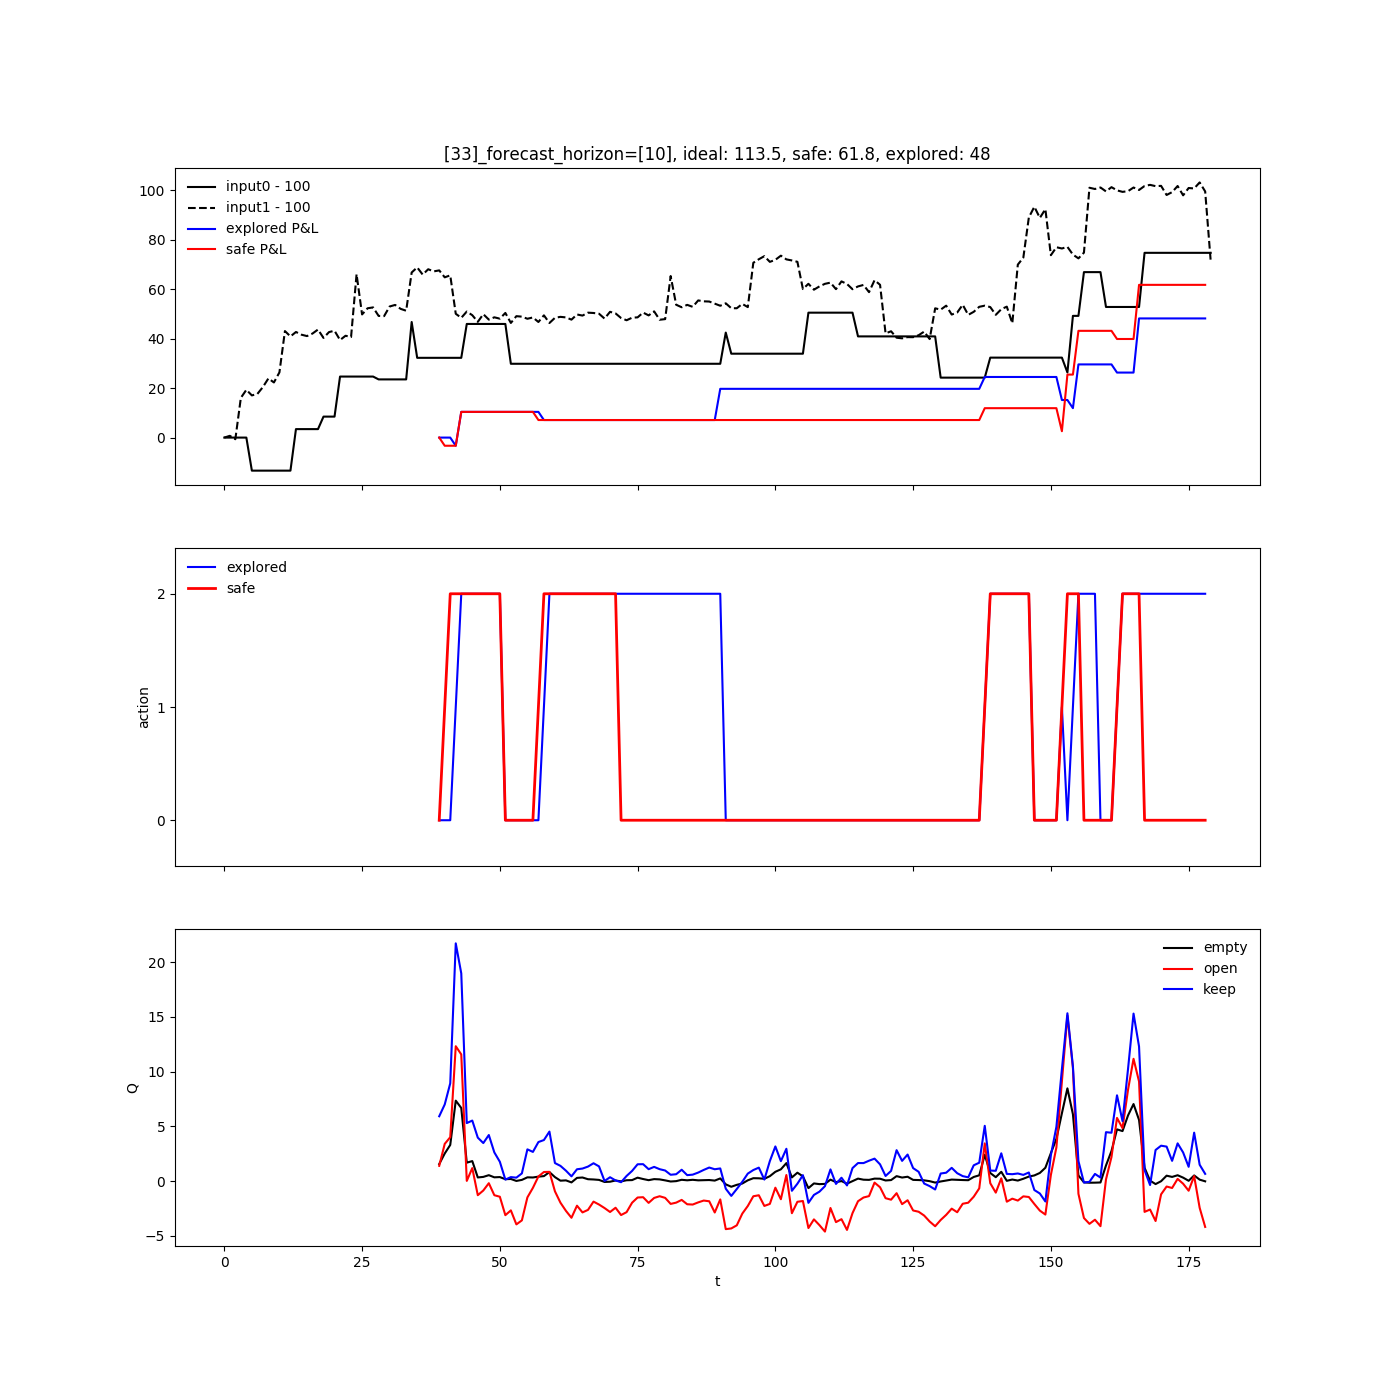 [33]_forecast_horizon=[10], ideal: 113.5, safe: 61.8, explored: 48
input0 - 100
input1 - 100
explored P&L
safe P&L
100
80
60
40
20
0
explored
safe
2
1
0
action
empty
open
keep
20
15
10
5
0
−5
Q
0 25 50 75 100 125 150 175
t